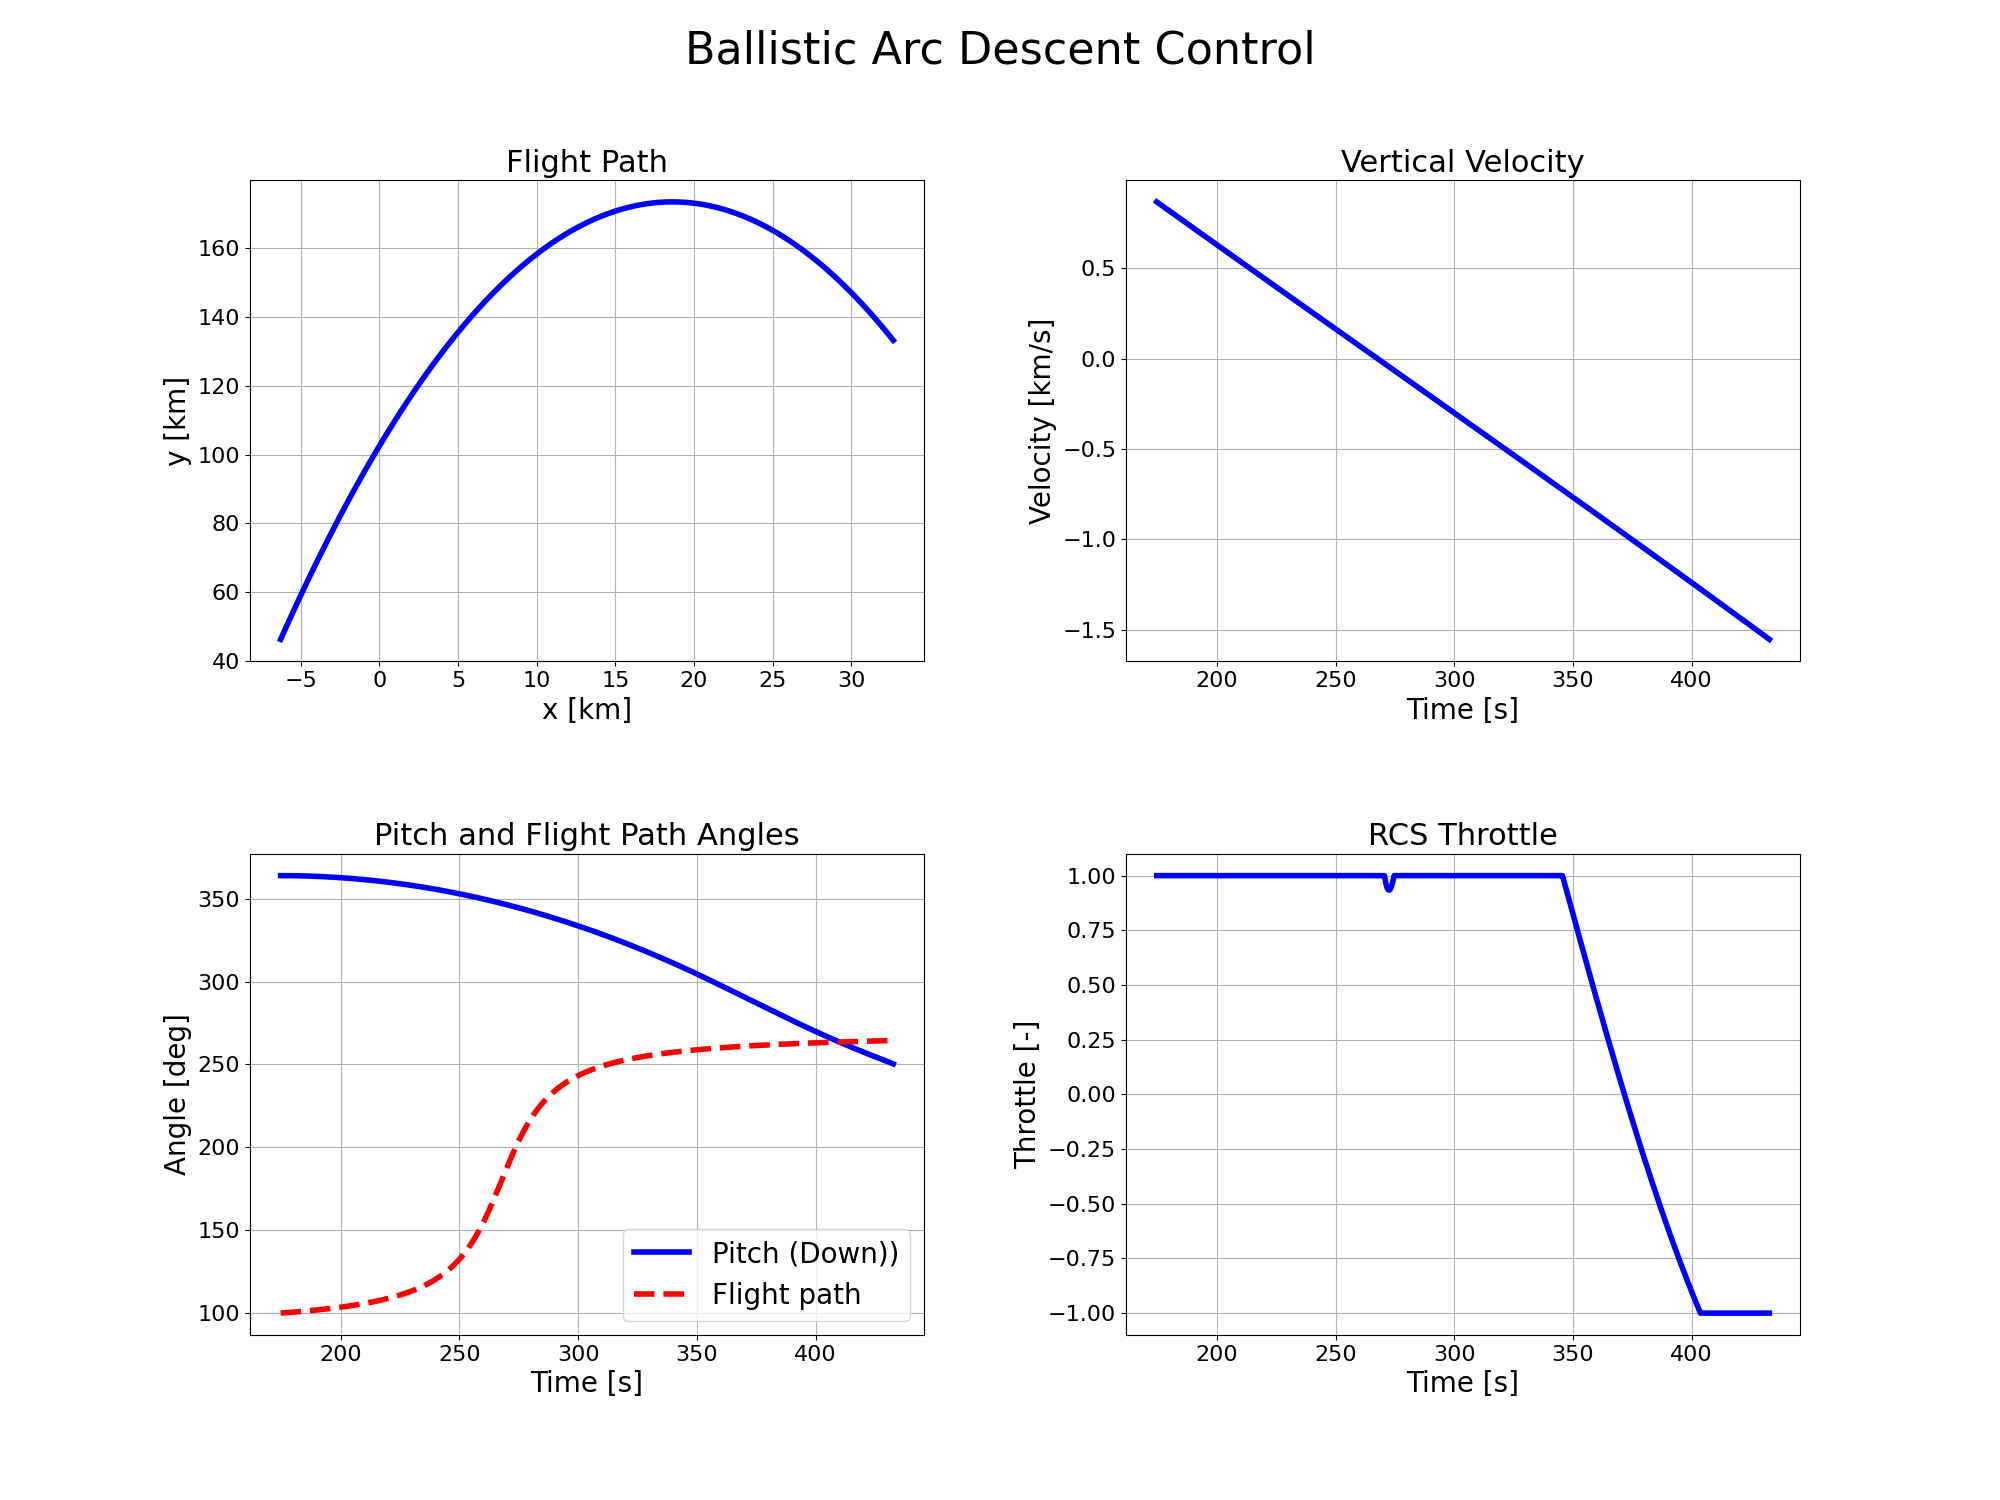 Ballistic Arc Descent Control
Flight Path
160
140
120
100
80
60
40
y [km]
−5 0 5 10 15 20 25 30
x [km]
Vertical Velocity
0.5
0.0
−0.5
−1.0
−1.5
Velocity [km/s]
200 250 300 350 400
Time [s]
Pitch and Flight Path Angles
350
300
250
200
150
100
Angle [deg]
Pitch (Down))
Flight path
200 250 300 350 400
Time [s]
RCS Throttle
1.00
0.75
0.50
0.25
0.00
−0.25
−0.50
−0.75
−1.00
Throttle [-]
200 250 300 350 400
Time [s]